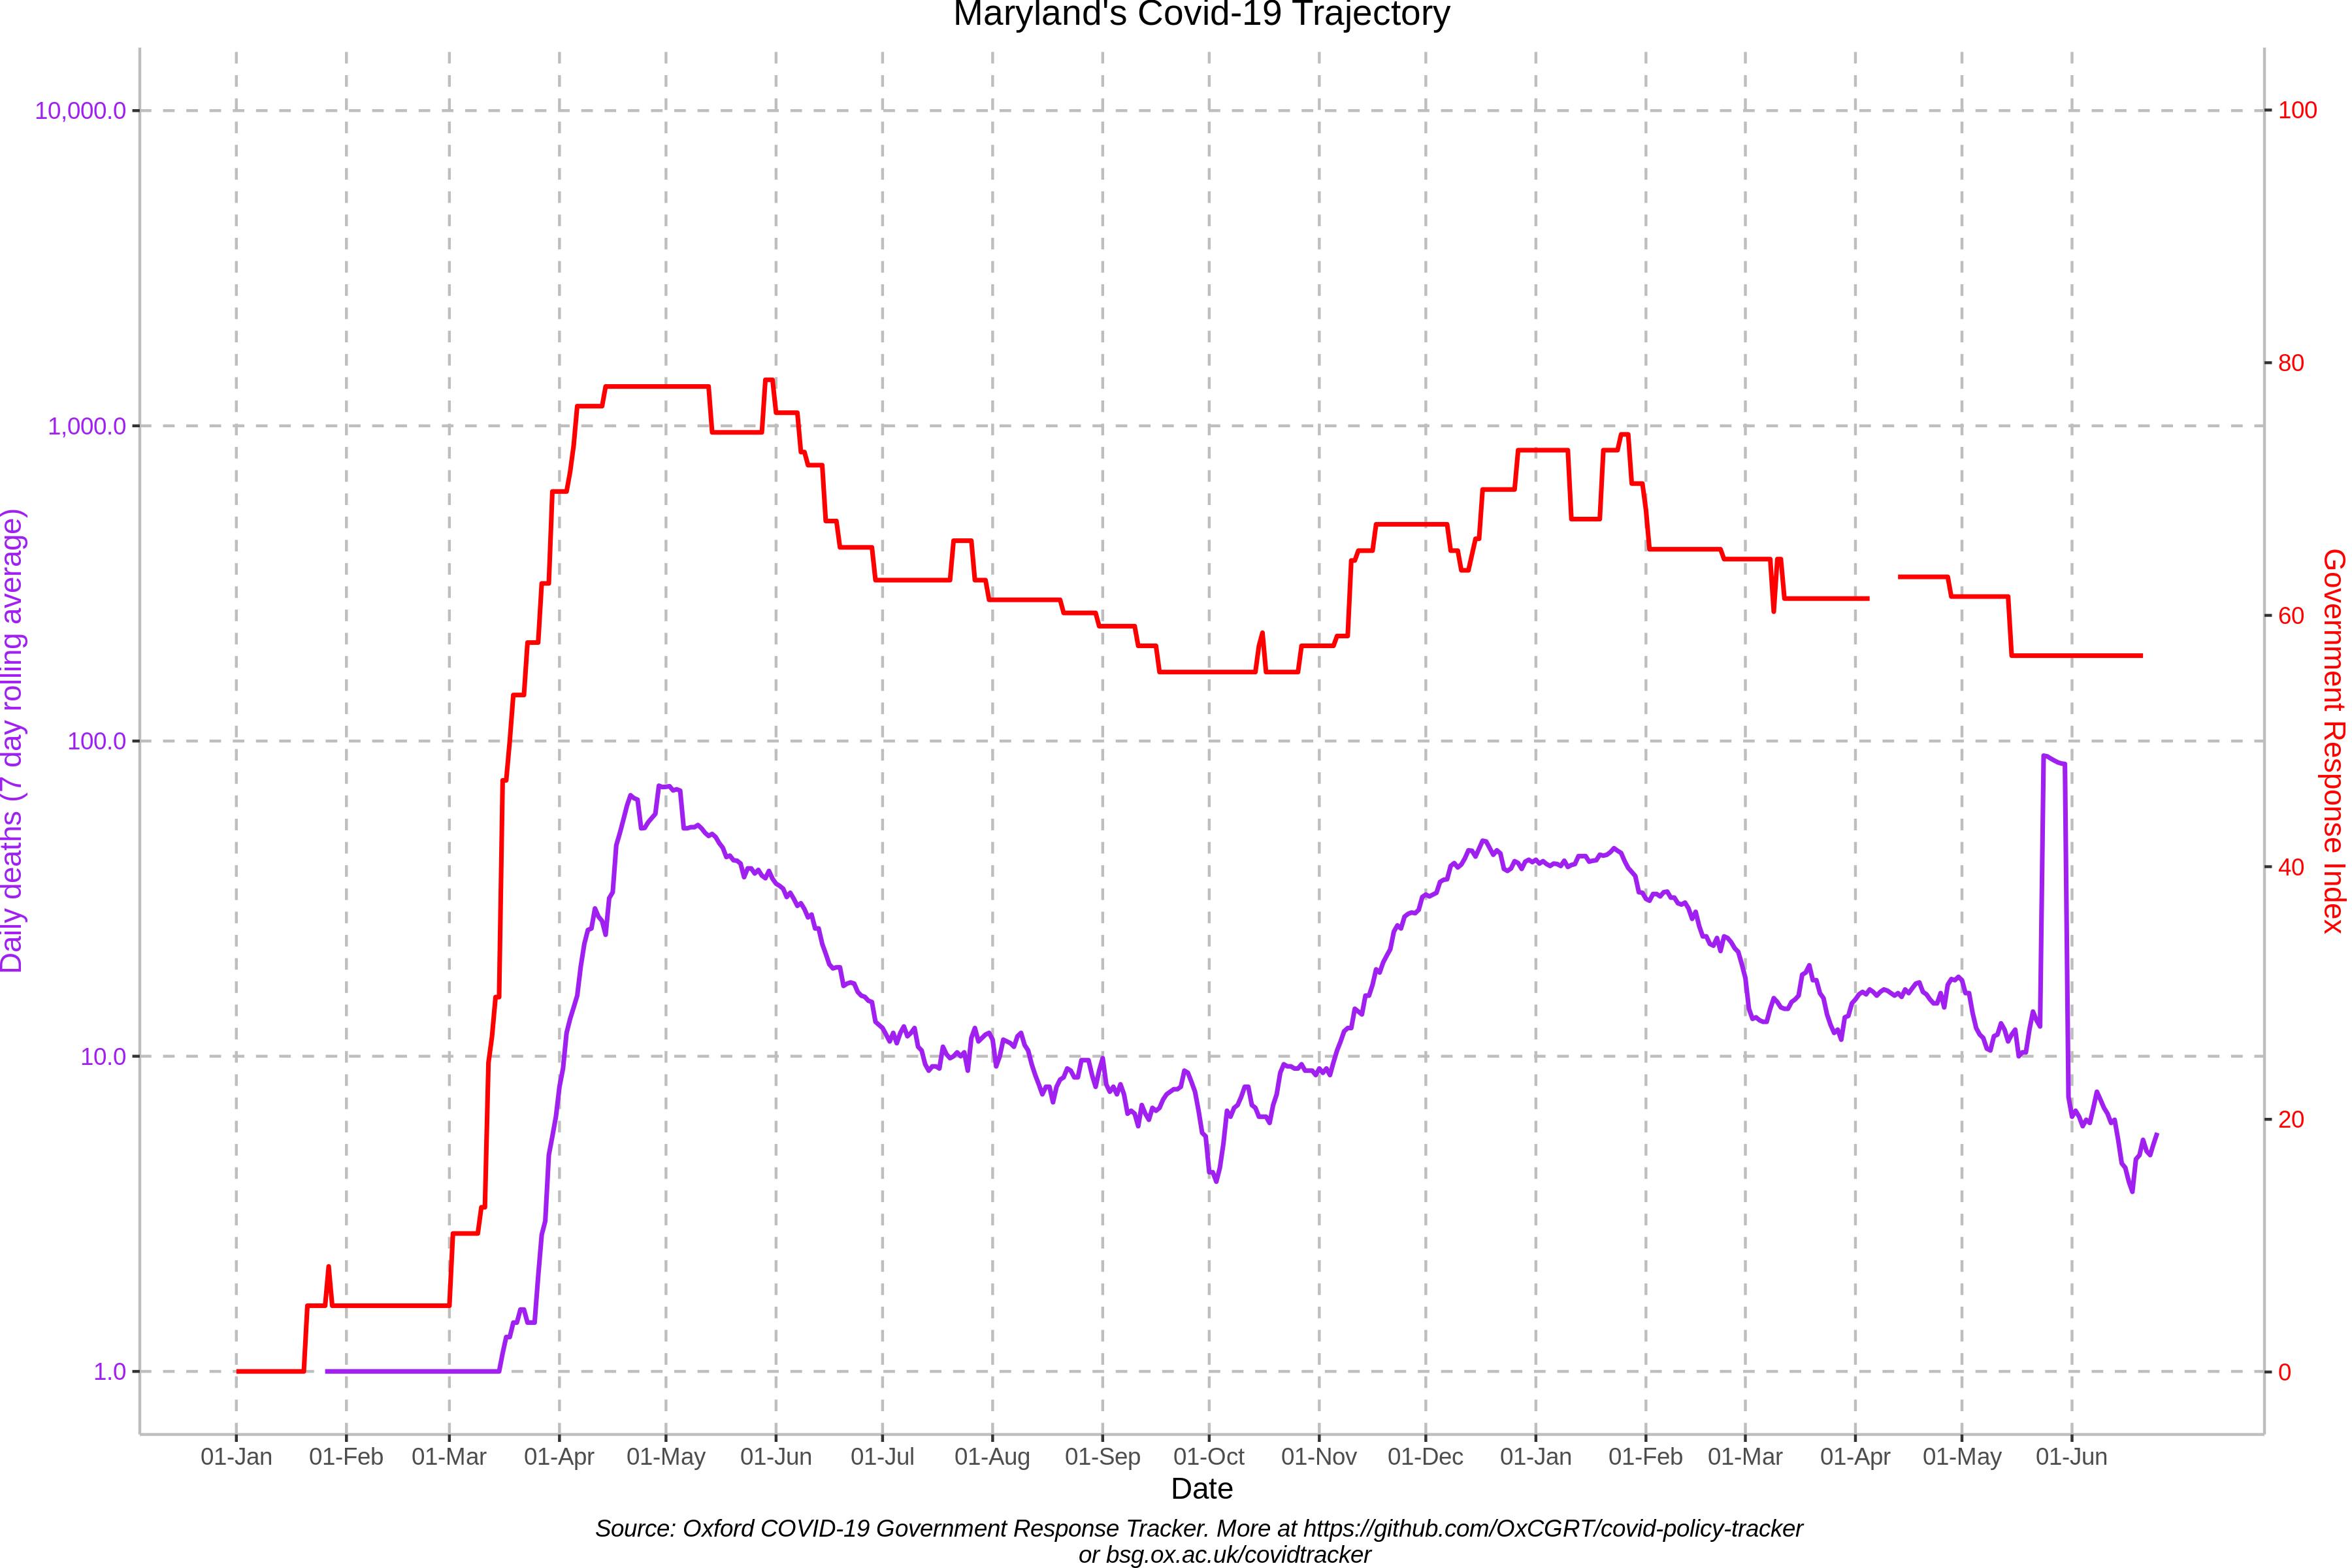 Maryland's Covid-19 Trajectory
10,000.0
1,000.0
100.0
10.0
1.0
Daily deaths (7 day rolling average)
100
80
60
40
20
0
Government Response Index
01-Jan 01-Feb 01-Mar 01-Apr 01-May 01-Jun 01-Jul 01-Aug 01-Sep 01-Oct 01-Nov 01-Dec 01-Jan 01-Feb 01-Mar 01-Apr 01-May 01-Jun
Date
Source: Oxford COVID-19 Government Response Tracker. More at https://github.com/OxCGRT/covid-policy-tracker
or bsg.ox.ac.uk/covidtracker